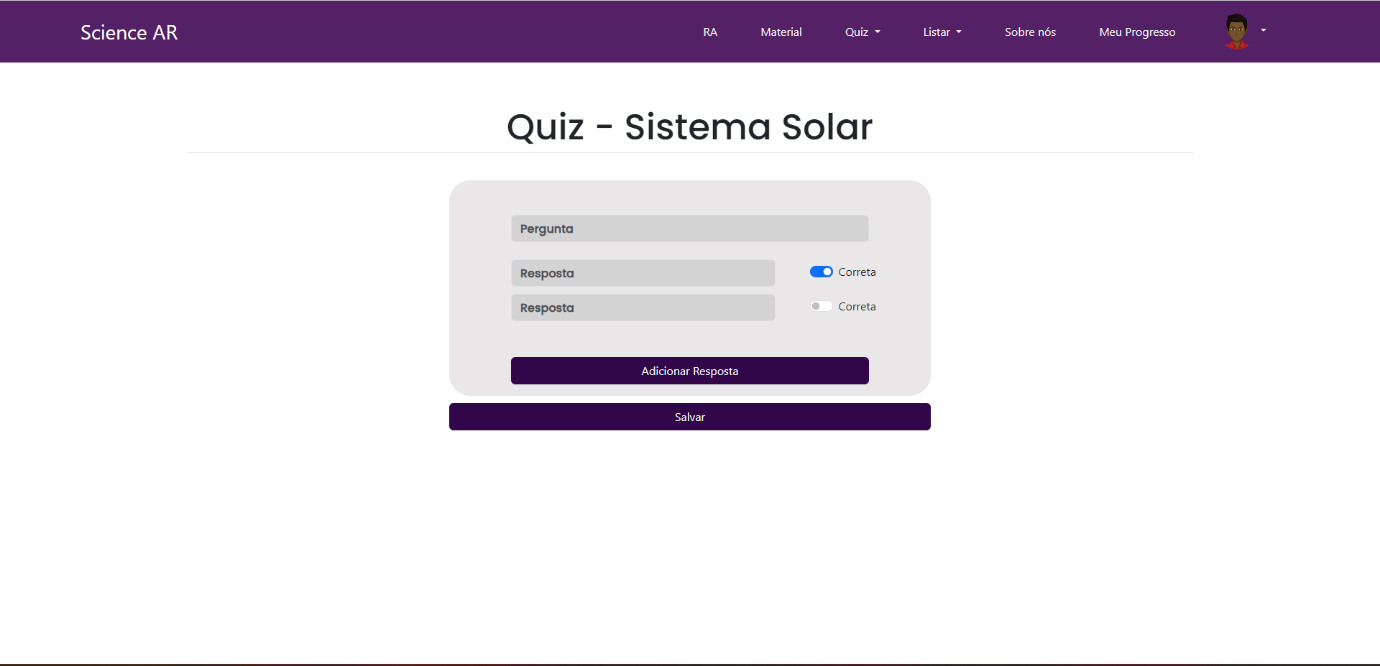 Science AR RA Material Quiz Listar Sobre nós Meu Progresso
Quiz - Sistema Solar
Pergunta
Resposta Correta
Resposta Correta
Adicionar Resposta
Salvar